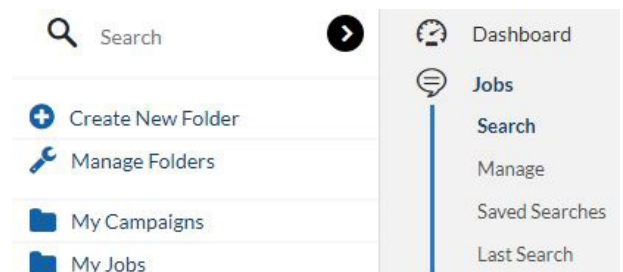 Search
Create New Folder
Manage Folders
My Campaigns
My Jobs
Dashboard
Jobs
Search
Manage
Saved Searches
Last Search